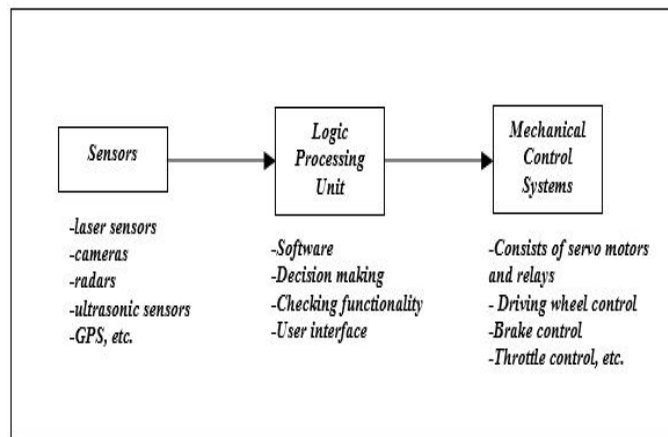 Sensors
-laser sensors
-cameras
-radars
-ultrasonic sensors
-GPS, etc.
Logic
Processing
Unit
-Software
-Decision making
-Checking functionality
-User interface
Mechanical
Control
Systems
-Consists of servo motors
and relays
- Driving wheel control
-Brake control
-Throttle control, etc.